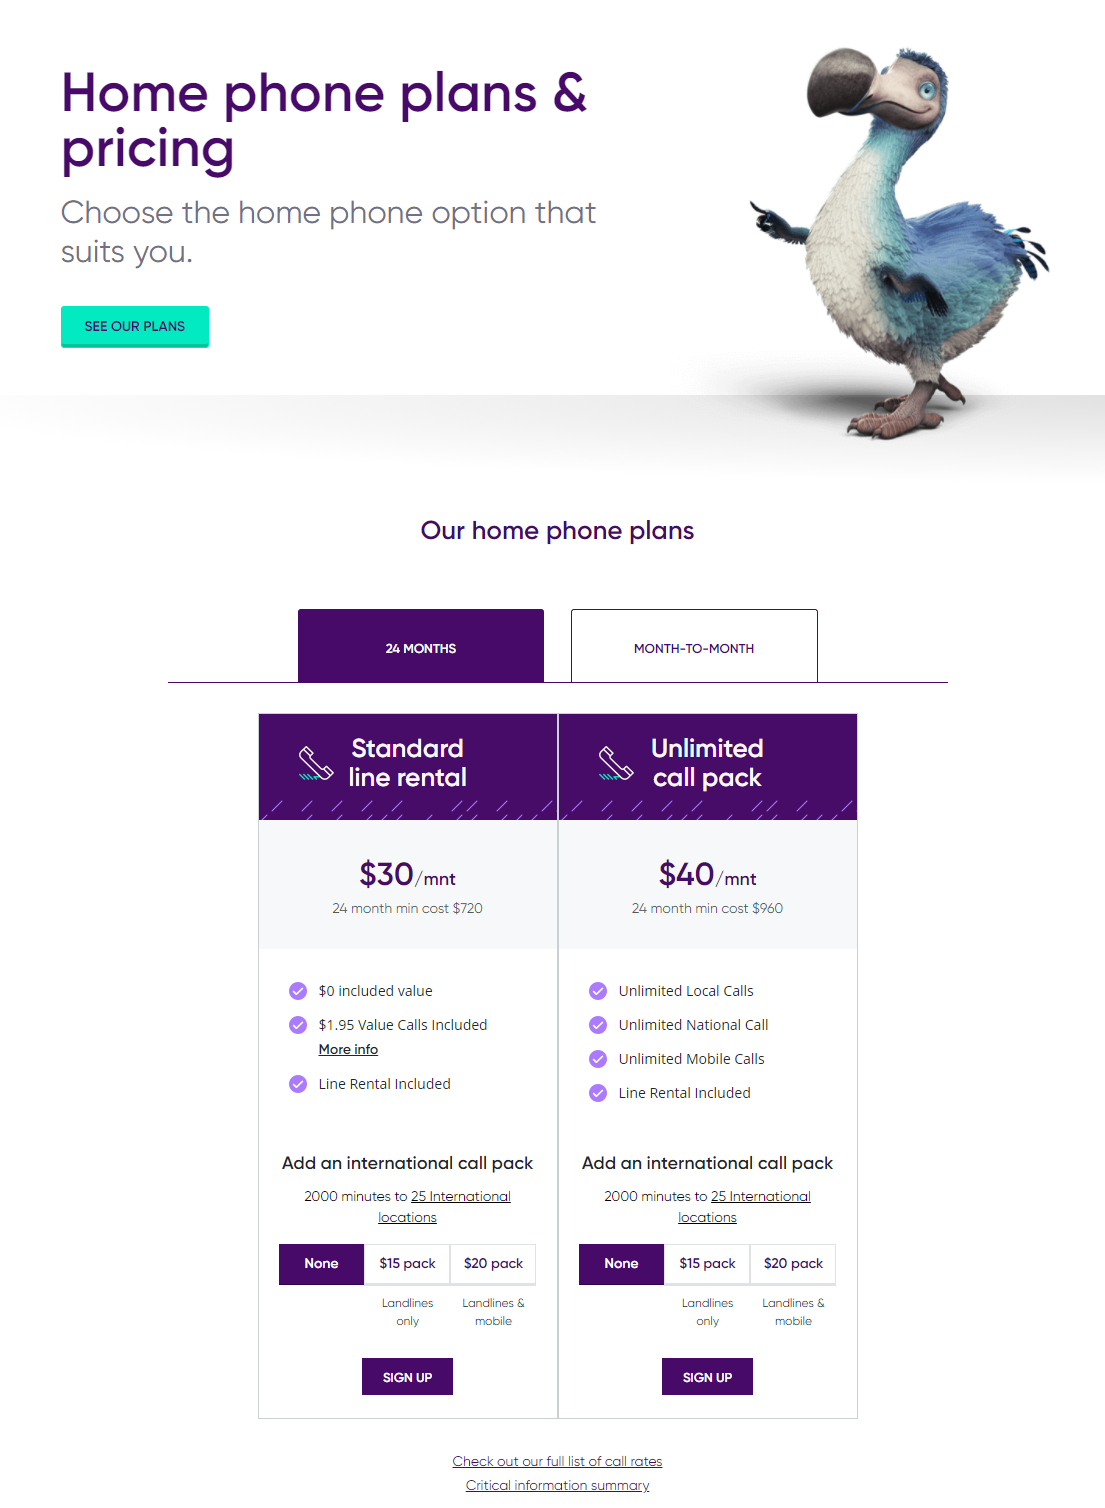 Home phone plans &
pricing
Choose the home phone option that
suits you.
SEE OUR PLANS
Our home phone plans
24 MONTHS
MONTH-TO-MONTH
Standard
line rental
$30/mnt
24 month min cost $720
$0 included value
$1.95 Value Calls Included
More info
Line Rental Included
Add an international call pack
2000 minutes to 25 International
locations
None
$15 pack
$20 pack
Landlines
only
Landlines &
mobile
SIGN UP
Unlimited
call pack
$40/mnt
24 month min cost $960
Unlimited Local Calls
Unlimited National Call
Unlimited Mobile Calls
Line Rental Included
Add an international call pack
2000 minutes to 25 International
locations
None
$15 pack
$20 pack
Landlines
only
Landlines &
mobile
SIGN UP
Check out our full list of call rates
Critical information summary